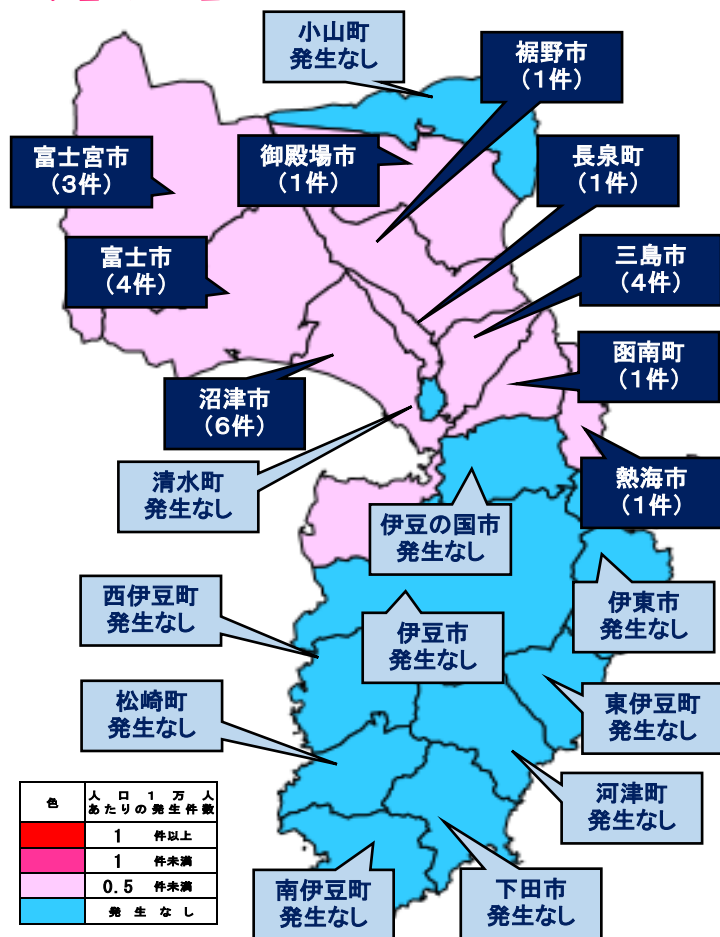 小山町
発生なし
裾野市
（1件）
富士宮市
（3件）
御殿場市
（1件）
長泉町
（1件）
富士市
（4件）
三島市
（4件）
函南町
（1件）
沼津市
（6件）
熱海市
（1件）
清水町
発生なし
伊豆の国市
発生なし
西伊豆町
発生なし
伊豆市
発生なし
伊東市
発生なし
松崎町
発生なし
東伊豆町
発生なし
河津町
発生なし
南伊豆町
発生なし
下田市
発生なし
色
人口1万人
あたりの発生件数
1 件以上
1 件未満
0.5 件未満
発生なし